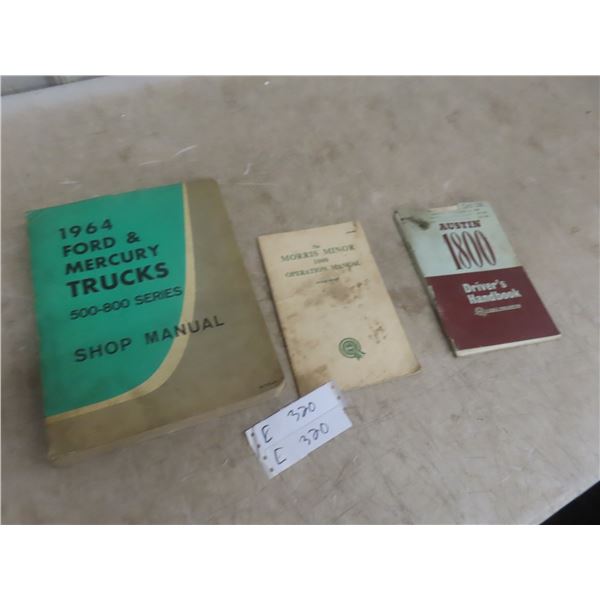 1964
FORD &
MERCURY
TRUCKS
500-800 SERIES
SHOP MANUAL
The
MORRIS MINOR
1000
OPERATION MANUAL
AUSTIN
1800
Driver's
Handbook
E 320
E 320